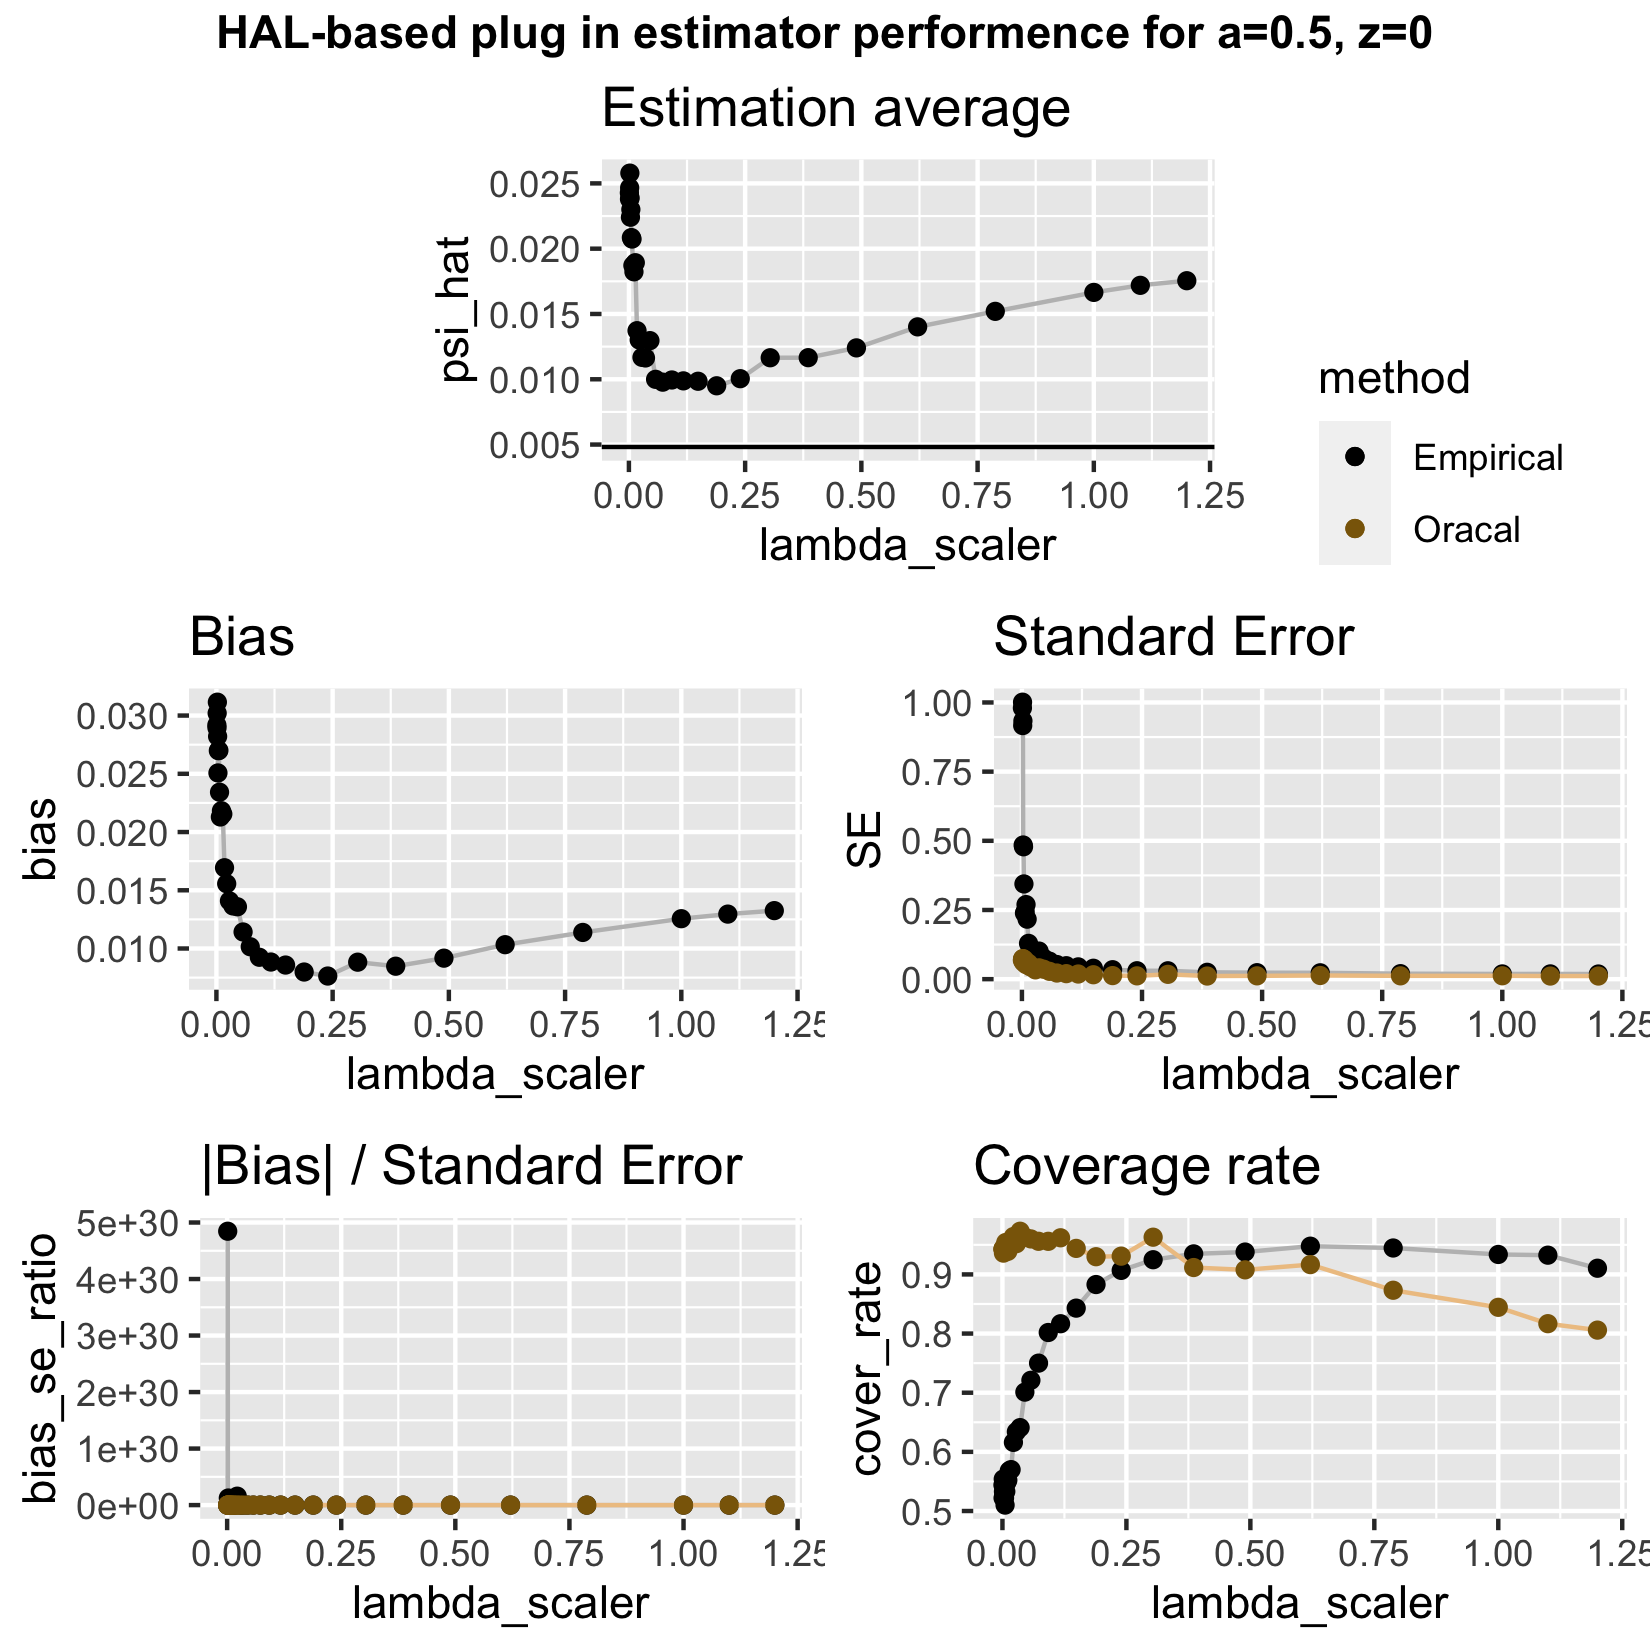 HAL-based plug in estimator performence for a=0.5, z=0
Estimation average
0.025
0.020
0.015
0.010
0.005
psi_hat
0.00 0.25 0.50 0.75 1.00 1.25
lambda_scaler
method
Empirical
Oracal
Bias
0.030
0.025
0.020
0.015
0.010
bias
0.00 0.25 0.50 0.75 1.00 1.25
lambda_scaler
Standard Error
1.00
0.75
0.50
0.25
0.00
SE
0.00 0.25 0.50 0.75 1.00 1.25
lambda_scaler
|Bias| / Standard Error
5e+30
4e+30
3e+30
2e+30
1e+30
0e+00
bias_se_ratio
0.00 0.25 0.50 0.75 1.00 1.25
lambda_scaler
Coverage rate
0.9
0.8
0.7
0.6
0.5
cover_rate
0.00 0.25 0.50 0.75 1.00 1.25
lambda_scaler